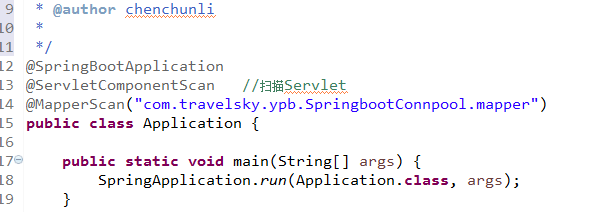 9 * @author chenchunli
10 *
11 */
12 @SpringBootApplication
13 @ServletComponentScan //扫描Servlet
14 @MapperScan("com.travelsky.ypb.SpringbootConnpool.mapper")
15 public class Application {
16
17 public static void main(String[] args) {
18 SpringApplication.run(Application.class, args);
19 }